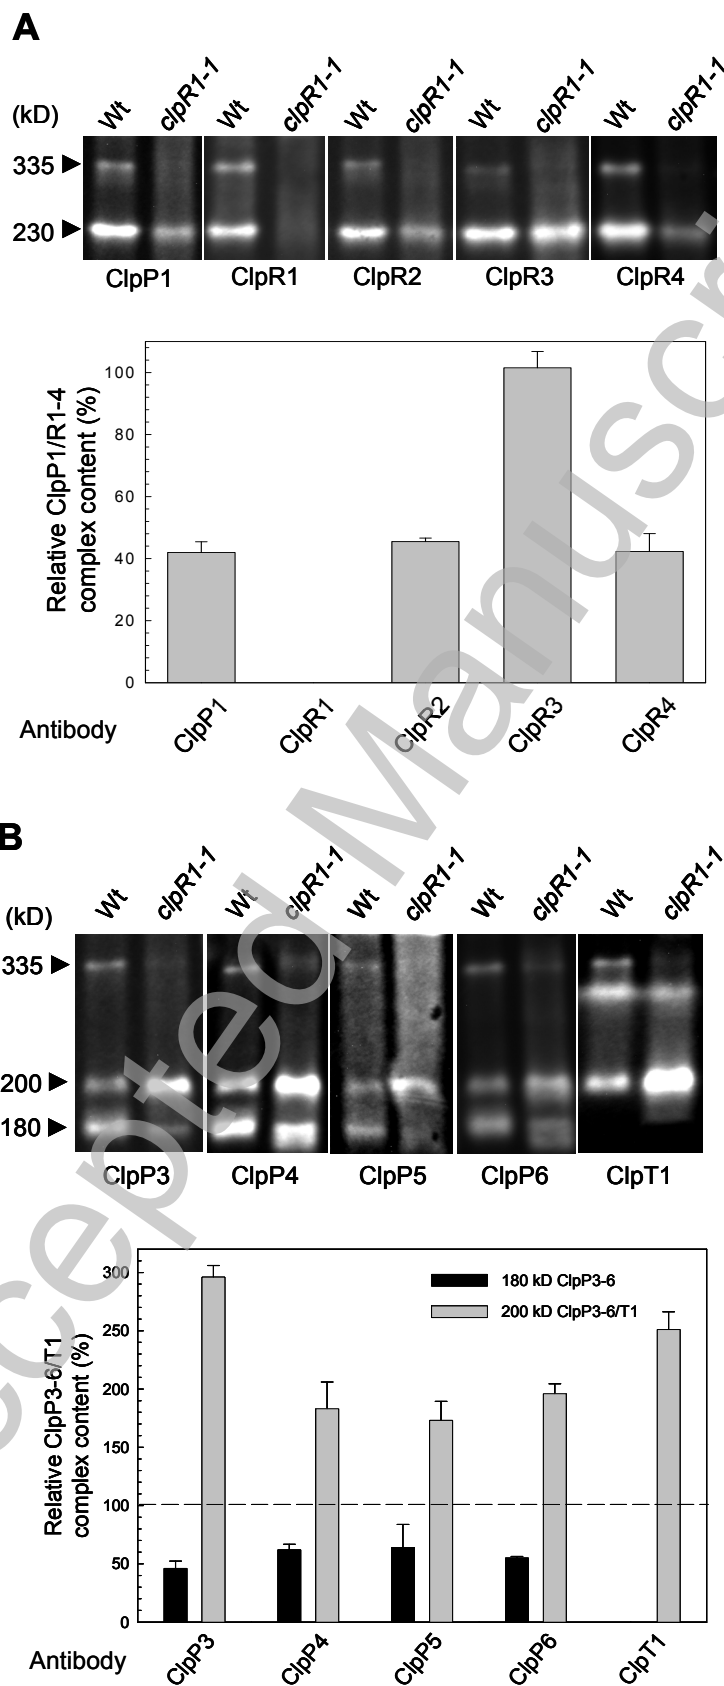 A
Wt clpR1-1 Wt clpR1-1 Wt clpR1-1 Wt clpR1-1 Wt clpR1-1
(kD)
335
230
ClpP1 ClpR1 ClpR2 ClpR3 ClpR4
Relative ClpP1/R1-4
complex content (%)
100
80
60
40
20
0
Antibody ClpP1 ClpR1 ClpR2 ClpR3 ClpR4
B
Wt clpR1-1 Wt clpR1-1 Wt clpR1-1 Wt clpR1-1 Wt clpR1-1
(kD)
335
200
180
ClpP3 ClpP4 ClpP5 ClpP6 ClpT1
Relative ClpP3-6/T1
complex content (%)
300
250
200
150
100
50
0
180 kD ClpP3-6
200 kD ClpP3-6/T1
Antibody ClpP3 ClpP4 ClpP5 ClpP6 ClpT1
cepted Manuscr